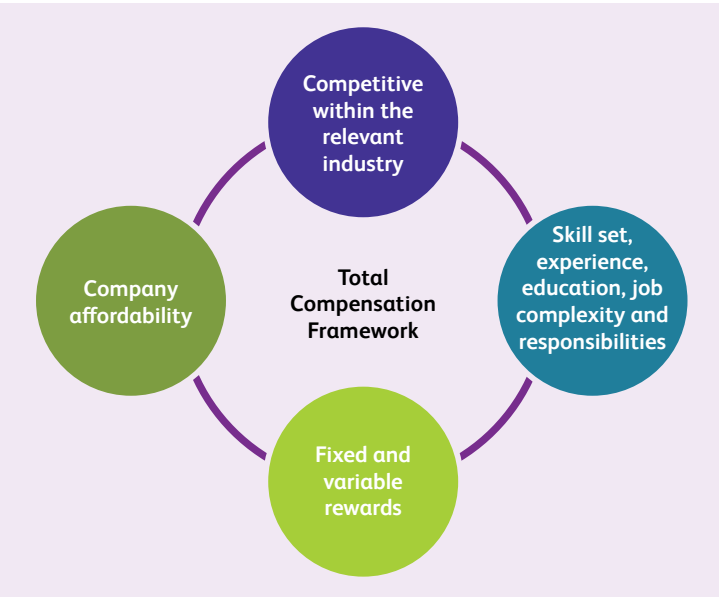 Competitive
within the
relevant
industry
Skill set,
experience,
education, job
complexity and
responsibilities
Total
Compensation
Framework
Company
affordability
Fixed and
variable
rewards